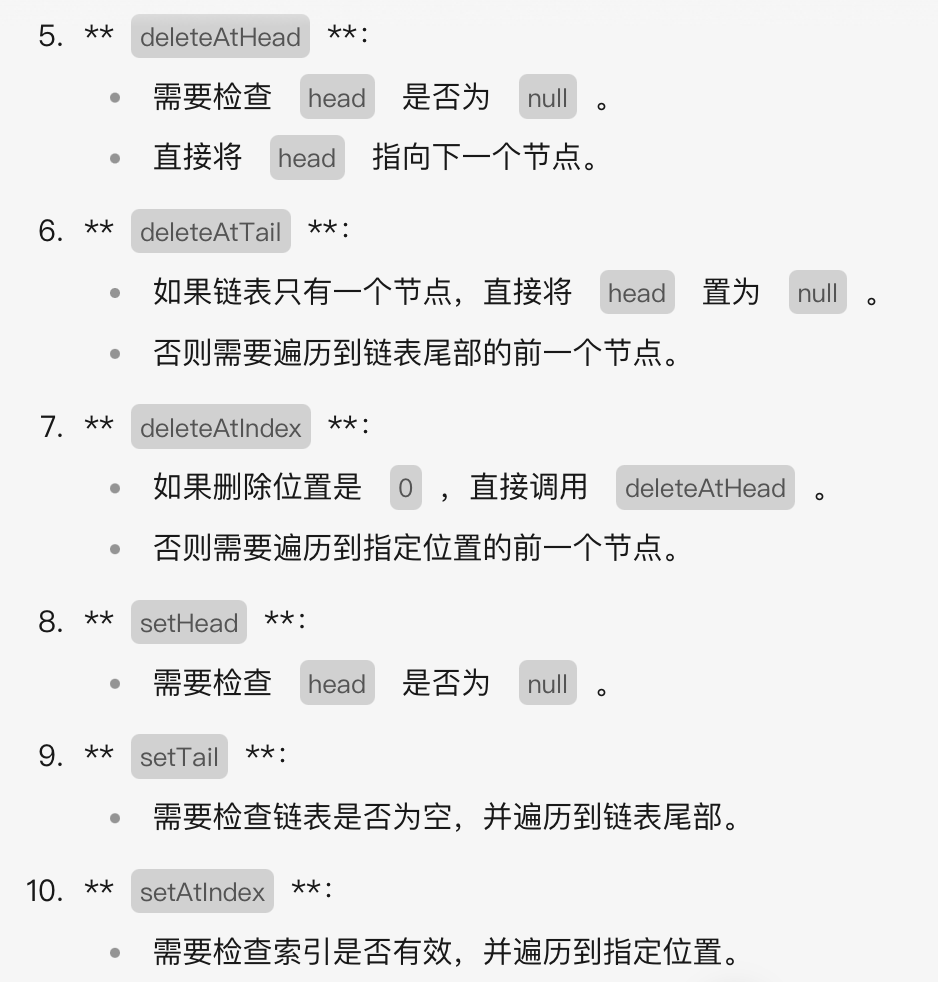 5. ** deleteAtHead **:
• 需要检查 head 是否为 null 。
• 直接将 head 指向下一个节点。
6. ** deleteAtTail **:
• 如果链表只有一个节点，直接将 head 置为 null 。
• 否则需要遍历到链表尾部的前一个节点。
7. ** deleteAtIndex **:
• 如果删除位置是 0 ，直接调用 deleteAtHead 。
• 否则需要遍历到指定位置的前一个节点。
8. ** setHead **:
• 需要检查 head 是否为 null 。
9. ** setTail **:
• 需要检查链表是否为空，并遍历到链表尾部。
10. ** setAtIndex **:
• 需要检查索引是否有效，并遍历到指定位置。